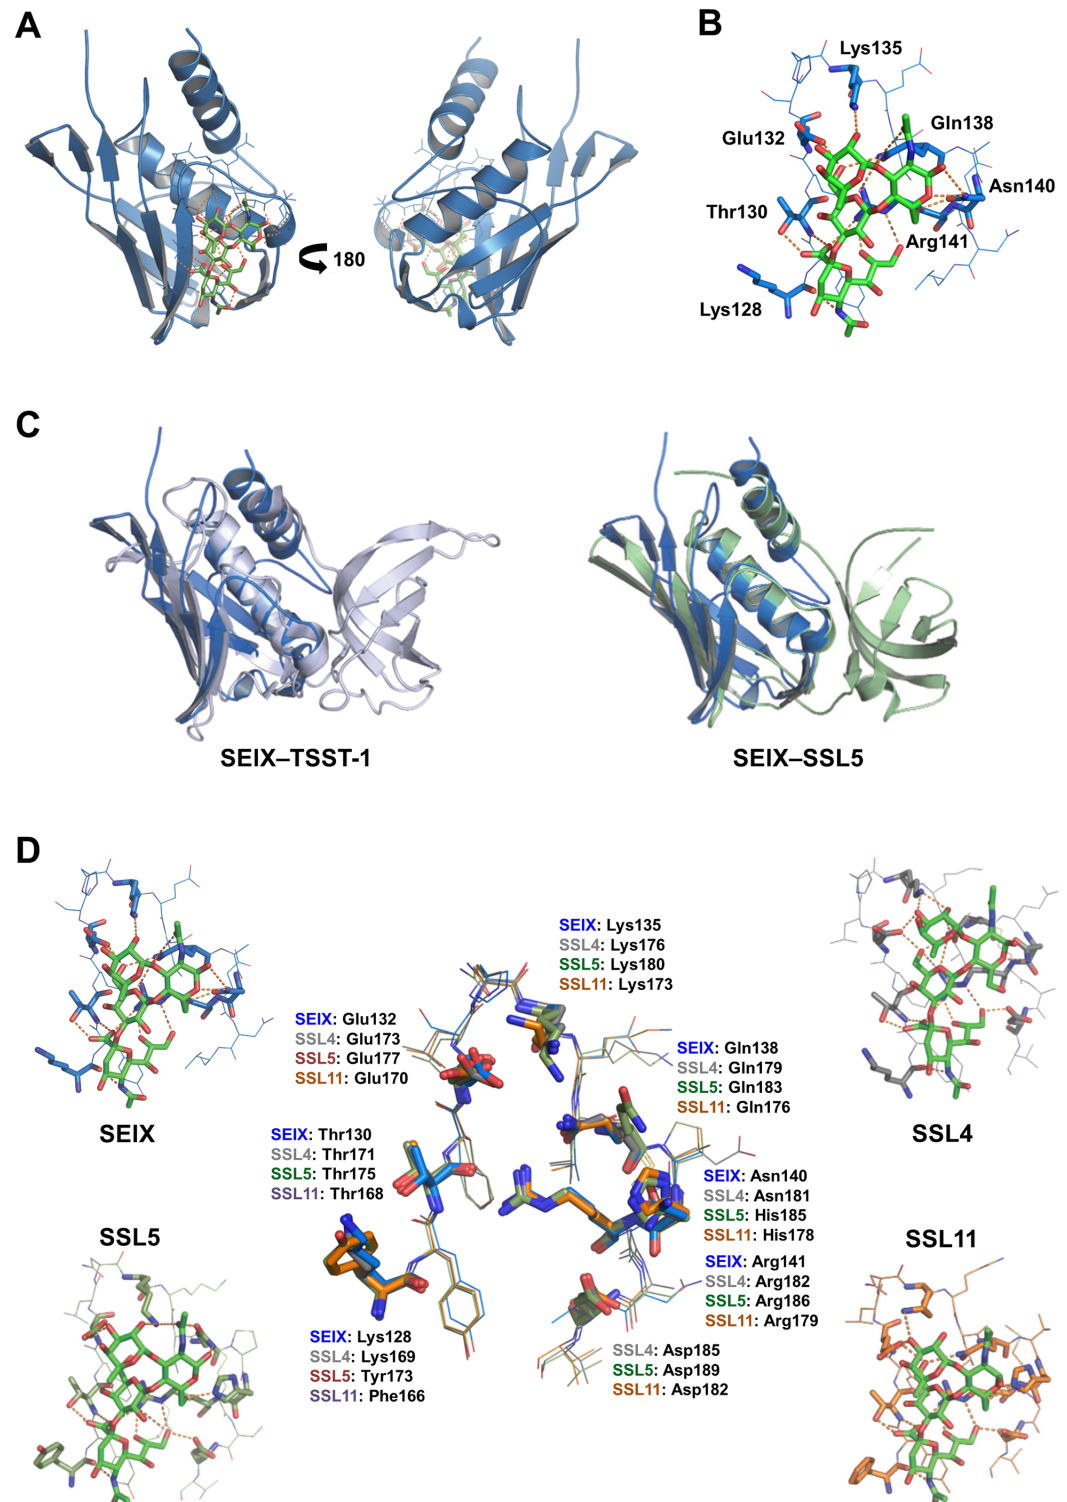 A
180
B
Lys135
Glu132
Gln138
Thr130
Asn140
Arg141
Lys128
C
SEIX–TSST-1
SEIX–SSL5
D
SEIX
SSL4
SSL5
SSL11
SEIX: Lys135
SSL4: Lys176
SSL5: Lys180
SSL11: Lys173
SEIX: Glu132
SSL4: Glu173
SSL5: Glu177
SSL11: Glu170
SEIX: Gln138
SSL4: Gln179
SSL5: Gln183
SSL11: Gln176
SEIX: Thr130
SSL4: Thr171
SSL5: Thr175
SSL11: Thr168
SEIX: Asn140
SSL4: Asn181
SSL5: His185
SSL11: His178
SEIX: Arg141
SSL4: Arg182
SSL5: Arg186
SSL11: Arg179
SEIX: Lys128
SSL4: Lys169
SSL5: Tyr173
SSL11: Phe166
SSL4: Asp185
SSL5: Asp189
SSL11: Asp182